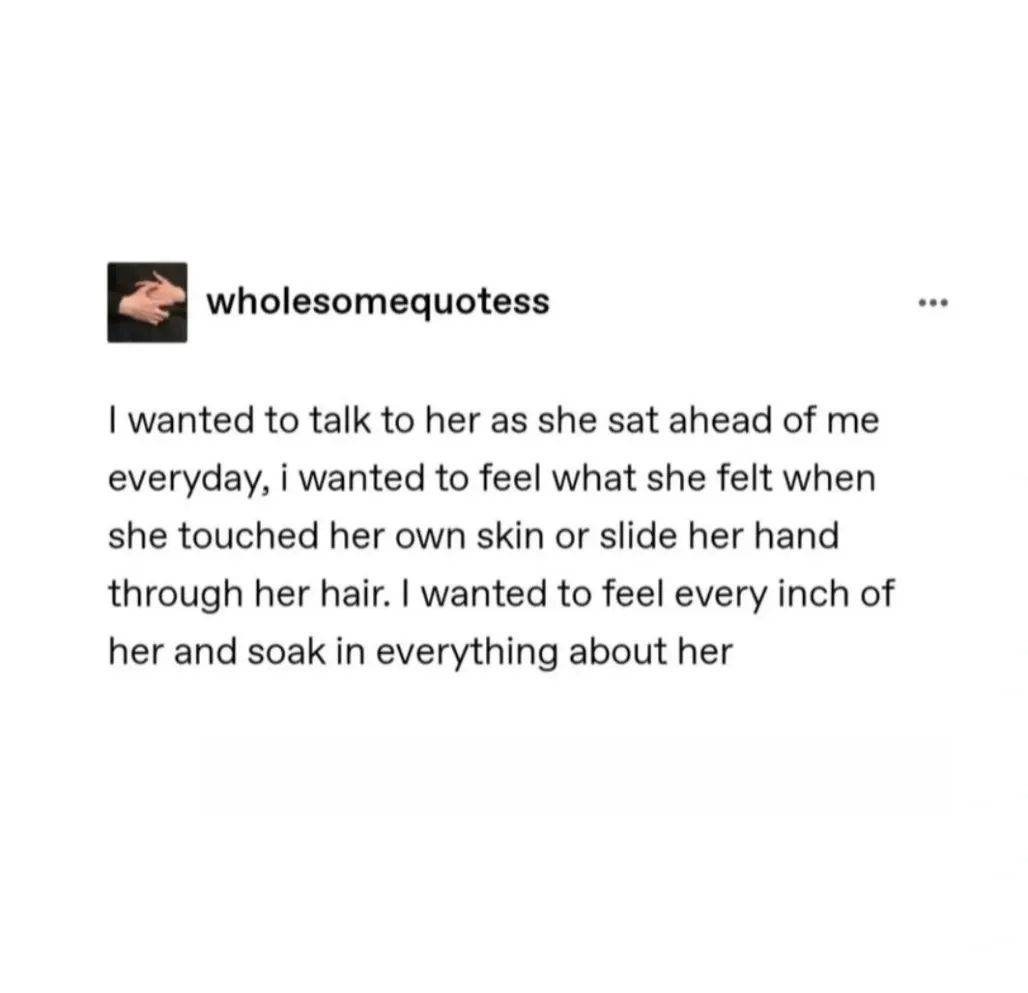 wholesomequotess
I wanted to talk to her as she sat ahead of me
everyday, i wanted to feel what she felt when
she touched her own skin or slide her hand
through her hair. I wanted to feel every inch of
her and soak in everything about her